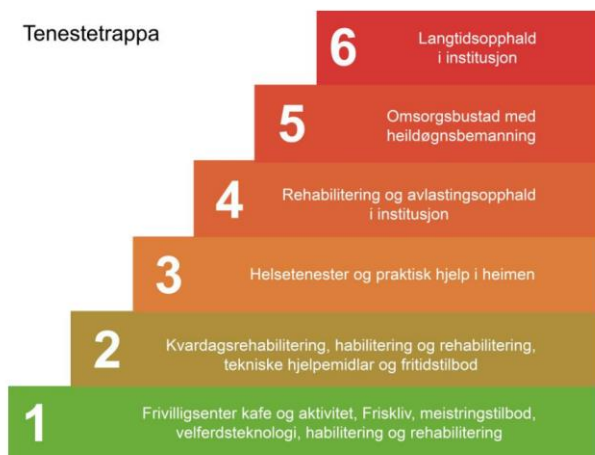 Tenestetrappa
6
Langtidsopphald
i institusjon
5
Omsorgsbustad med
heildøgnsbemanning
4
Rehabilitering og avlastingsopphald
i institusjon
3
Helsetenester og praktisk hjelp i heimen
2
Kvardagsrehabilitering, habilitering og rehabilitering,
tekniske hjelpemidlar og fritidstilbod
1
Frivilligsenter kafe og aktivitet, Friskliv, meistringstilbod,
velferdsteknologi, habilitering og rehabilitering